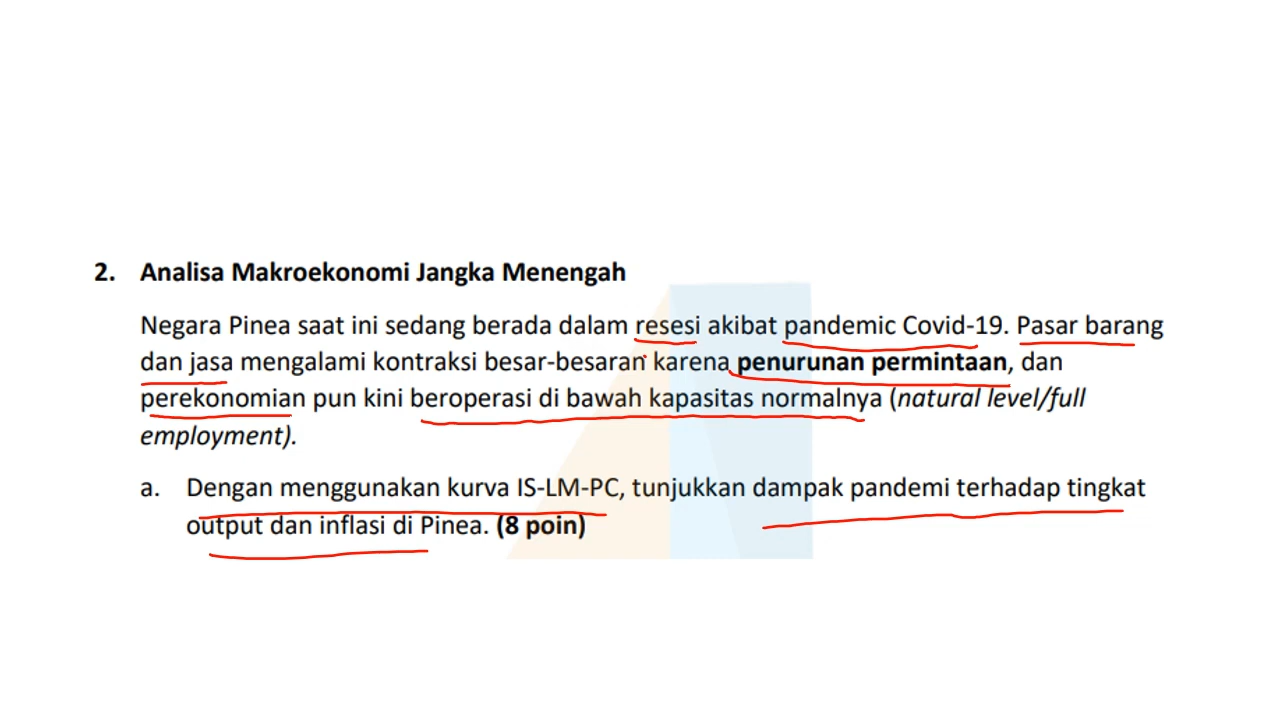 2. Analisa Makroekonomi Jangka Menengah
Negara Pinea saat ini sedang berada dalam resesi akibat pandemic Covid-19. Pasar barang
dan jasa mengalami kontraksi besar-besaran karena penurunan permintaan, dan
perekonomian pun kini beroperasi di bawah kapasitas normalnya (natural level/full
employment).
a. Dengan menggunakan kurva IS-LM-PC, tunjukkan dampak pandemi terhadap tingkat
output dan inflasi di Pinea. (8 poin)